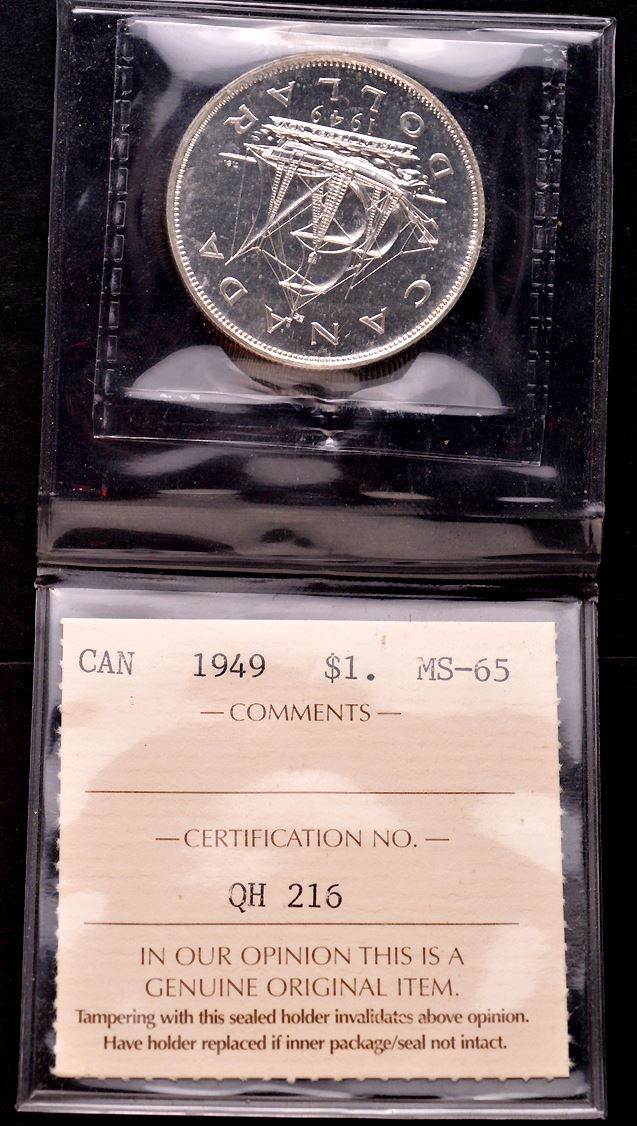 CANADA
1949
DOLLAR
CAN 1949 $1. MS-65
—COMMENTS—
—CERTIFICATION NO.—
QH 216
IN OUR OPINION THIS IS A
GENUINE ORIGINAL ITEM.
Tampering with this sealed holder invalidates above opinion.
Have holder replaced if inner package/seal not intact.